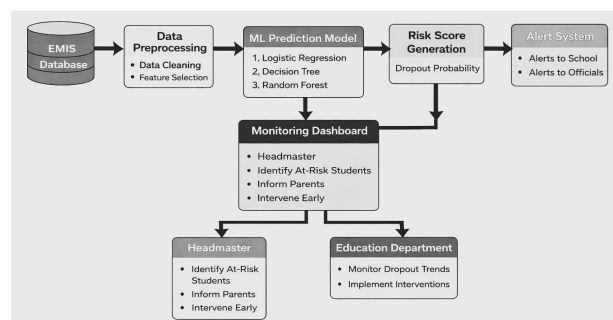 EMIS
Database
Data
Preprocessing
• Data Cleaning
• Feature Selection
ML Prediction Model
1, Logistic Regression
2, Decision Tree
3, Random Forest
Risk Score
Generation
Dropout Probability
Alert System
• Alerts to School
• Alerts to Officials
Monitoring Dashboard
• Headmaster
• Identify At-Risk Students
• Inform Parents
• Intervene Early
Headmaster
• Identify At-Risk
Students
• Inform Parents
• Intervene Early
Education Department
• Monitor Dropout Trends
• Implement Interventions